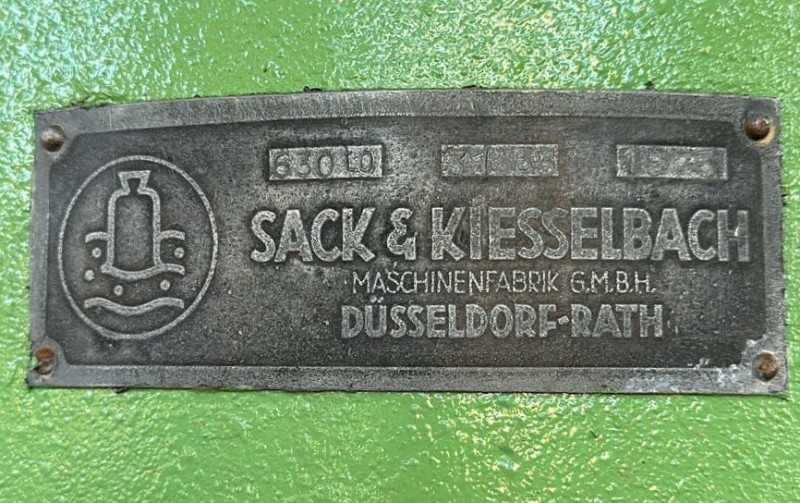 SACK & KIESSELBACH
MASCHINENFABRIK G.M.B.H.
DÜSSELDORF-RATH